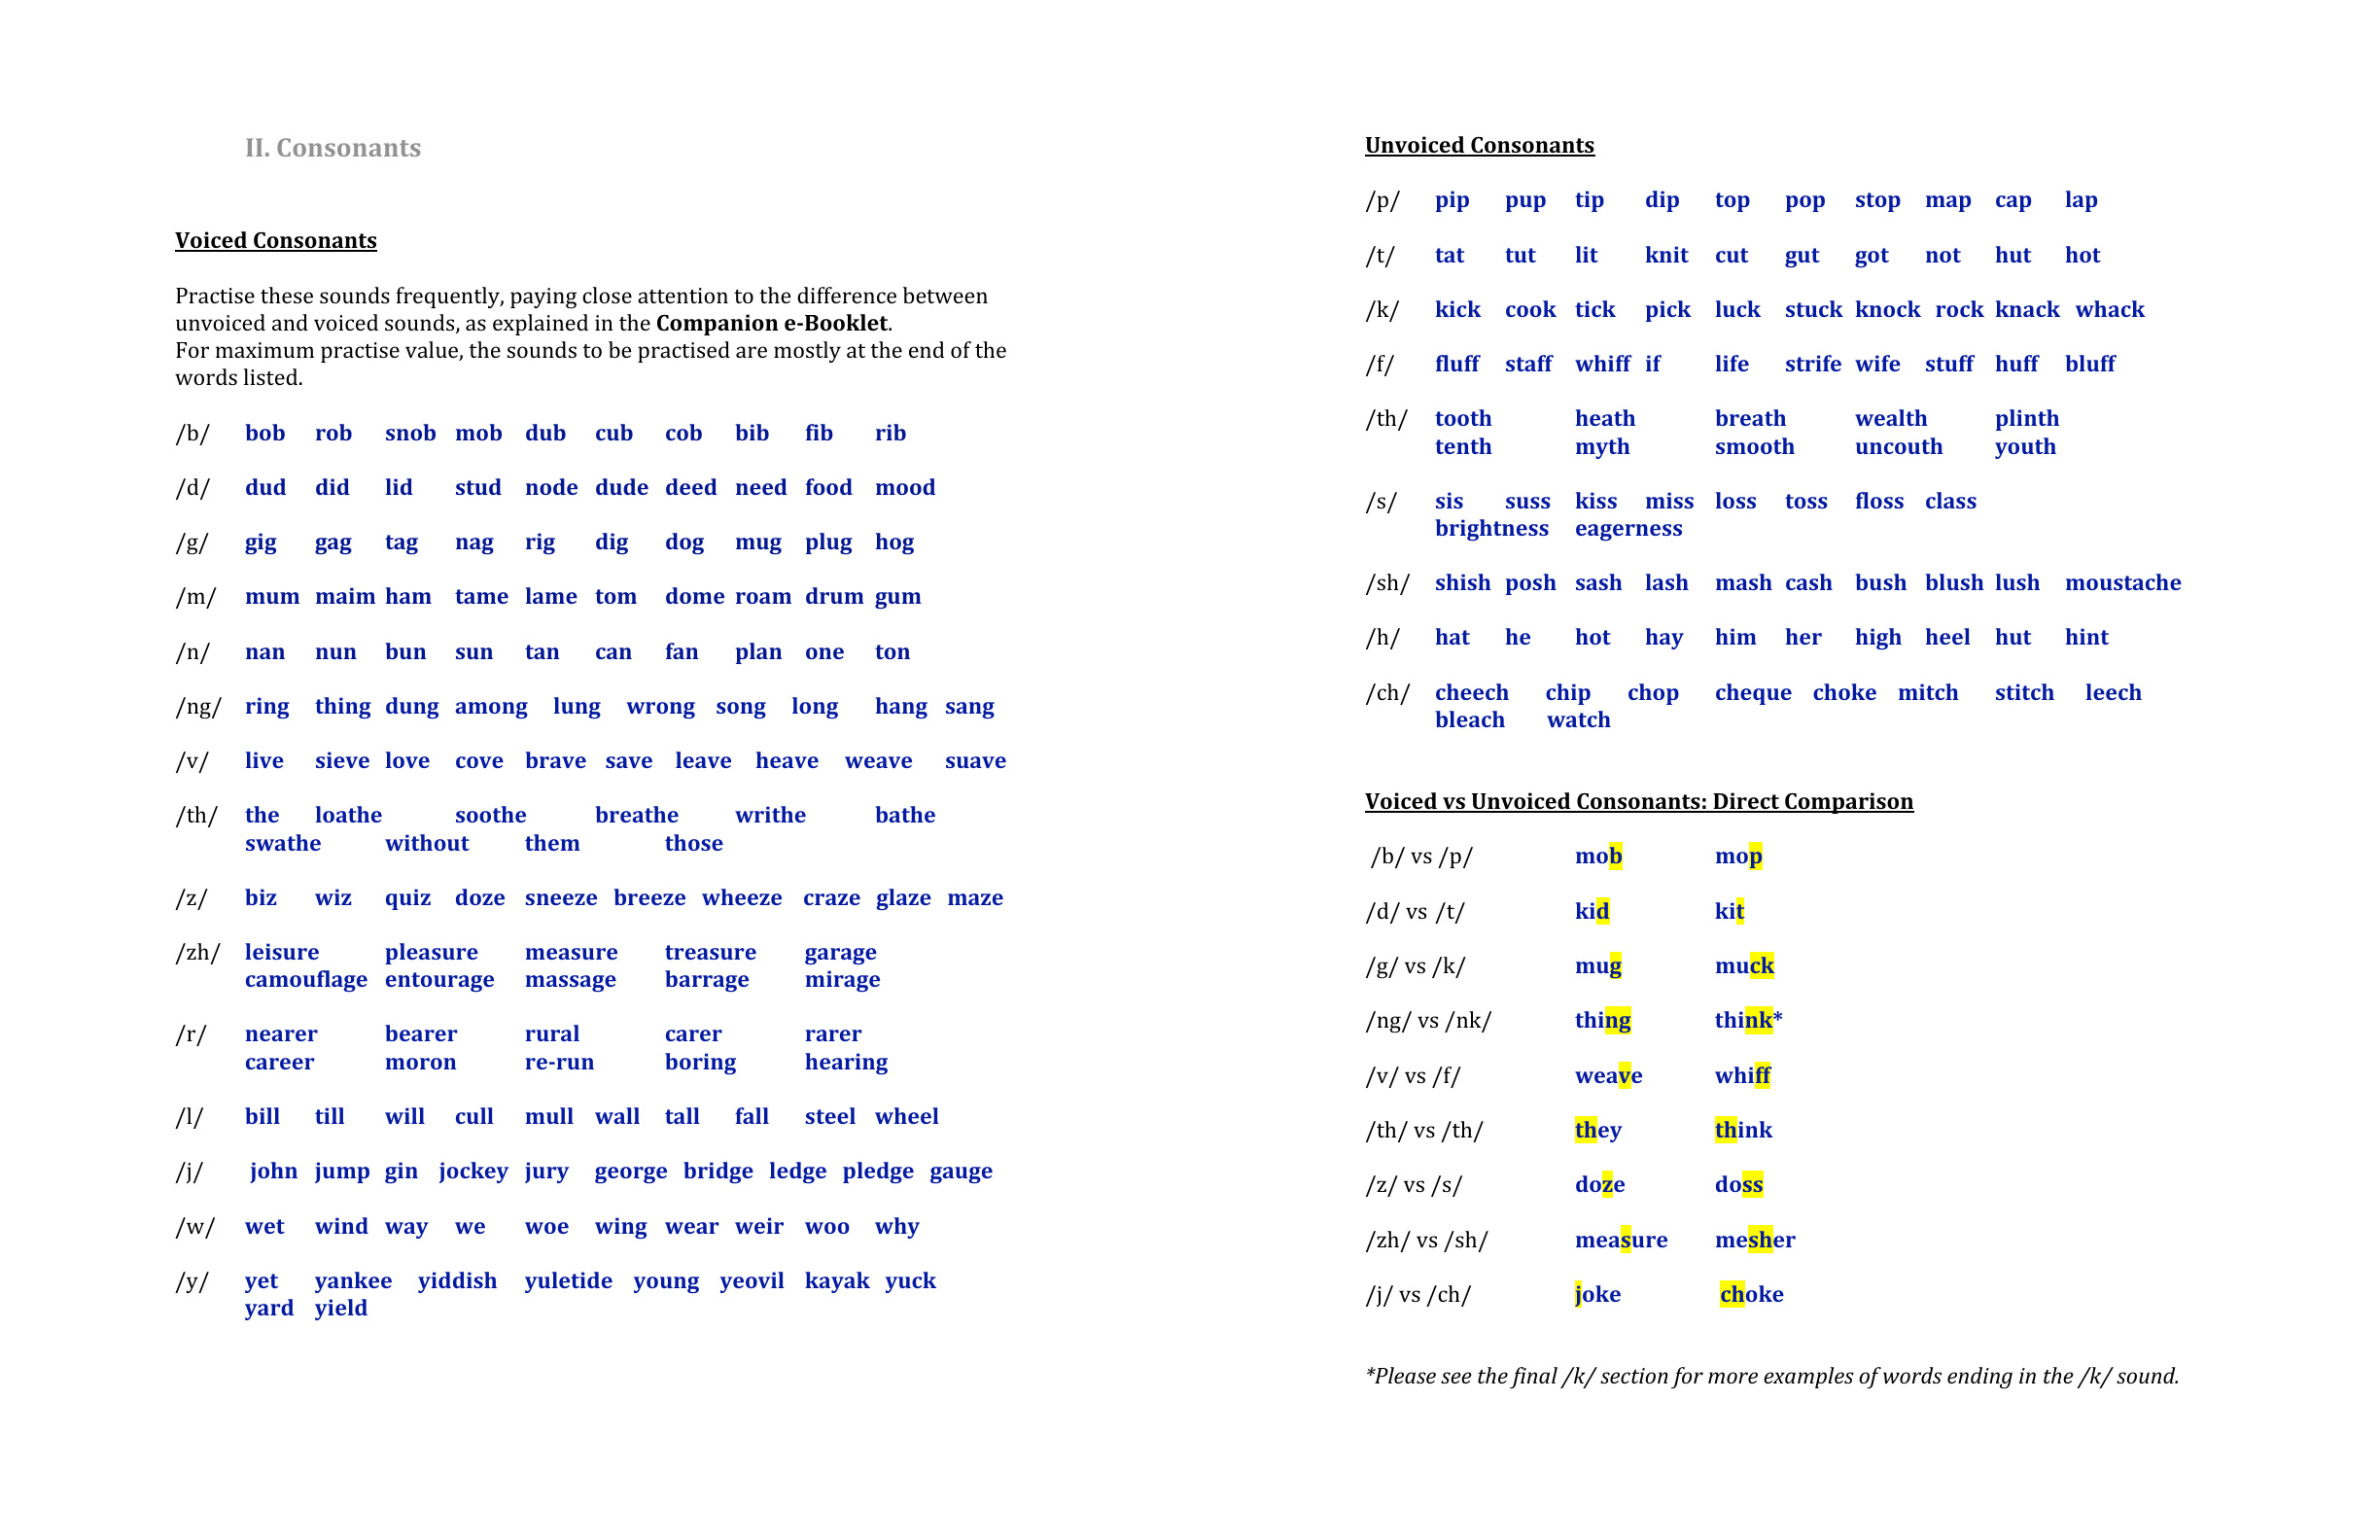 II. Consonants
Voiced Consonants
Practise these sounds frequently, paying close attention to the difference between
unvoiced and voiced sounds, as explained in the Companion e-Booklet.
For maximum practise value, the sounds to be practised are mostly at the end of the
words listed.
/b/ bob rob snob mob dub cub cob bib fib rib
/d/ dud did lid stud node dude deed need food mood
/g/ gig gag tag nag rig dig dog mug plug hog
/m/ mum maim ham tame lame tom dome roam drum gum
/n/ nan nun bun sun tan can fan plan one ton
/ng/ ring thing dung among lung wrong song long hang sang
/v/ live sieve love cove brave save leave heave weave suave
/th/ the loathe soothe breathe writhe bathe
swathe without them those
/z/ biz wiz quiz doze sneeze breeze wheeze craze glaze maze
/zh/ leisure pleasure measure treasure garage
camouflage entourage massage barrage mirage
/r/ nearer bearer rural carer rarer
career moron re-run boring hearing
/l/ bill till will cull mull wall tall fall steel wheel
/j/ john jump gin jockey jury george bridge ledge pledge gauge
/w/ wet wind way we woe wing wear weir woo why
/y/ yet yankee yiddish yuletide young yeovil kayak yuck
yard yield
Unvoiced Consonants
/p/ pip pup tip dip top pop stop map cap lap
/t/ tat tut lit knit cut gut got not hut hot
/k/ kick cook tick pick luck stuck knock rock knack whack
/f/ fluff staff whiff if life strife wife stuff huff bluff
/th/ tooth heath breath wealth plinth
tenth myth smooth uncouth youth
/s/ sis suss kiss miss loss toss floss class
brightness eagerness
/sh/ shish posh sash lash mash cash bush blush lush moustache
/h/ hat he hot hay him her high heel hut hint
/ch/ cheech chip chop cheque choke mitch stitch leech
bleach watch
Voiced vs Unvoiced Consonants: Direct Comparison
/b/ vs /p/ mob mop
/d/ vs /t/ kid kit
/g/ vs /k/ mug muck
/ng/ vs /nk/ thing think*
/v/ vs /f/ weave whiff
/th/ vs /th/ they think
/z/ vs /s/ doze doss
/zh/ vs /sh/ measure mesher
/j/ vs /ch/ joke choke
*Please see the final /k/ section for more examples of words ending in the /k/ sound.